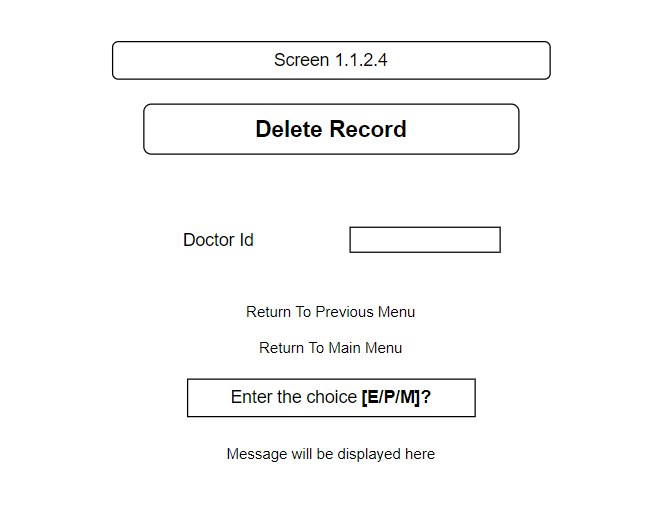 Screen 1.1.2.4
Delete Record
Doctor Id
Return To Previous Menu
Return To Main Menu
Enter the choice [E/P/M]?
Message will be displayed here